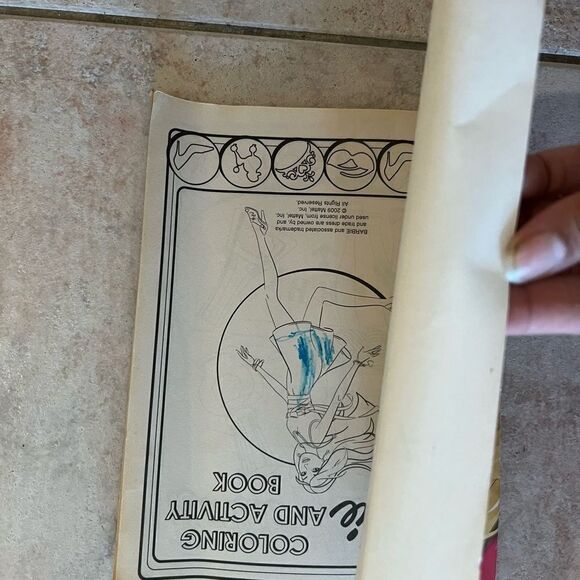 ie
COLORING
AND ACTIVITY
BOOK
BARBIE and associated trademarks
and trade dress are owned by, and
used under license from, Mattel, Inc.
© 2009 Mattel, Inc.
All Rights Reserved.